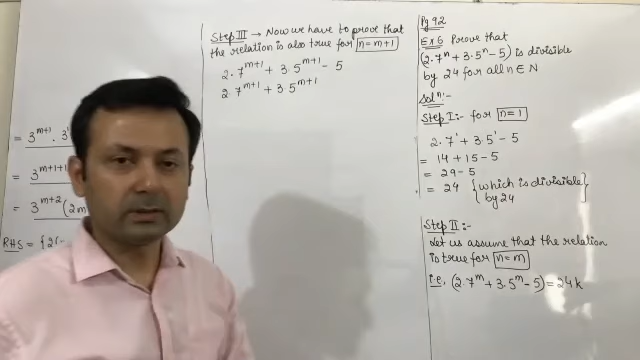 = 3^{m+1} . 3
= 3^{m+1+1}
= 3^{m+2} (2m
RHS =
Step III → Now we have to prove that
the relation is also true for n = m+1
2.7^{m+1} + 3.5^{m+1} - 5
2 7^{m+1} + 3 5^{m+1}
Pg 92
Ex 6 Prove that
(2.7^n + 3.5^n - 5) is divisible
by 24 for all n ∈ N
Sol^n:-
Step I:- for n = 1
2.7^1 + 3.5^1 - 5
= 14 + 15 - 5
= 29 - 5
= 24 {which is divisible
by 24}
Step II:-
Let us assume that the relation
is true for n = m
i.e. (2.7^m + 3.5^m - 5) = 24k